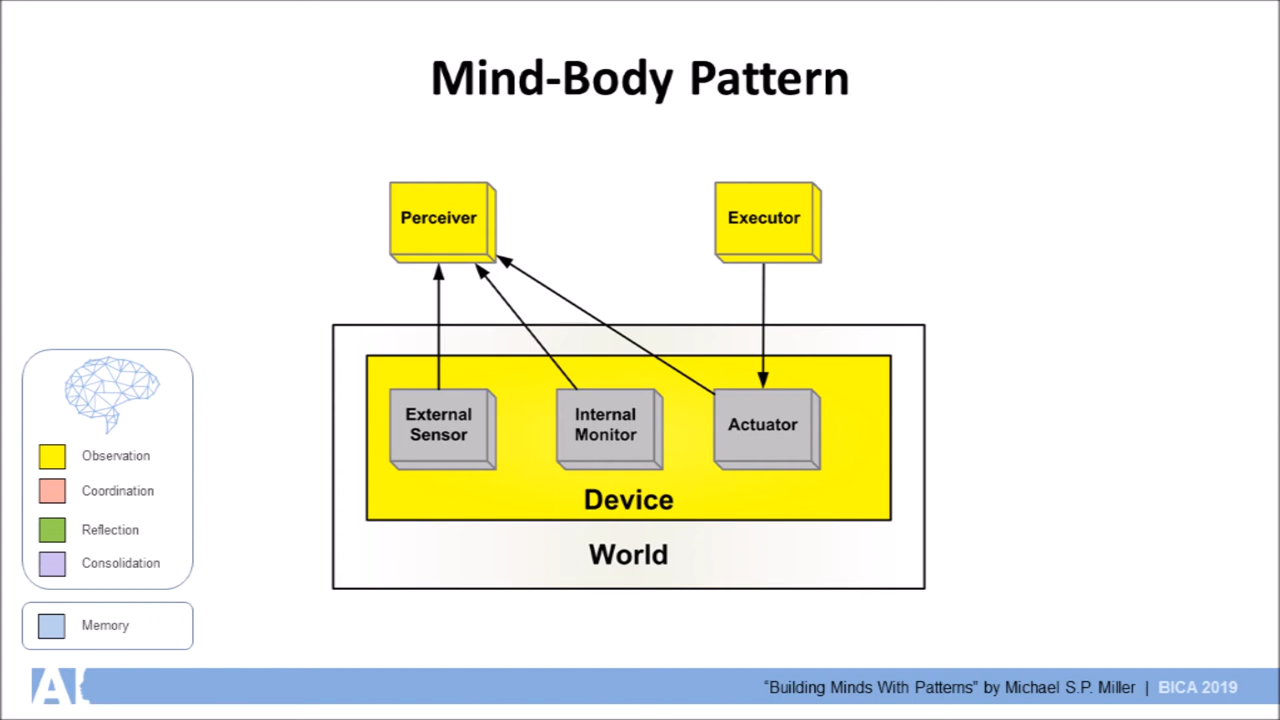 Mind-Body Pattern
Perceiver
Executor
External
Sensor
Internal
Monitor
Actuator
Device
World
Observation
Coordination
Reflection
Consolidation
Memory
A
“Building Minds With Patterns” by Michael S.P. Miller | BICA 2019